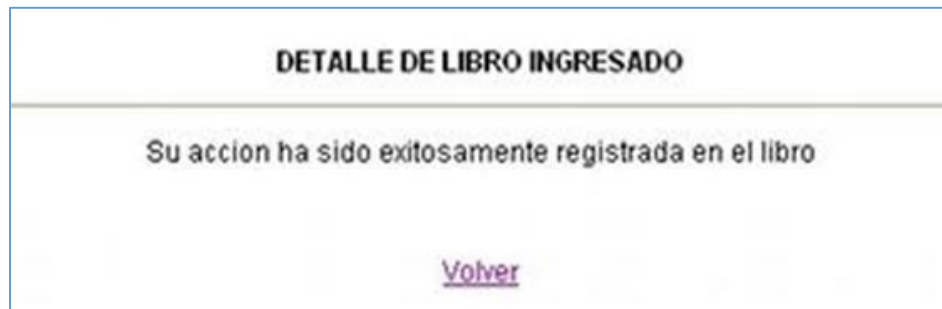 DETALLE DE LIBRO INGRESADO
Su accion ha sido exitosamente registrada en el libro
Volver